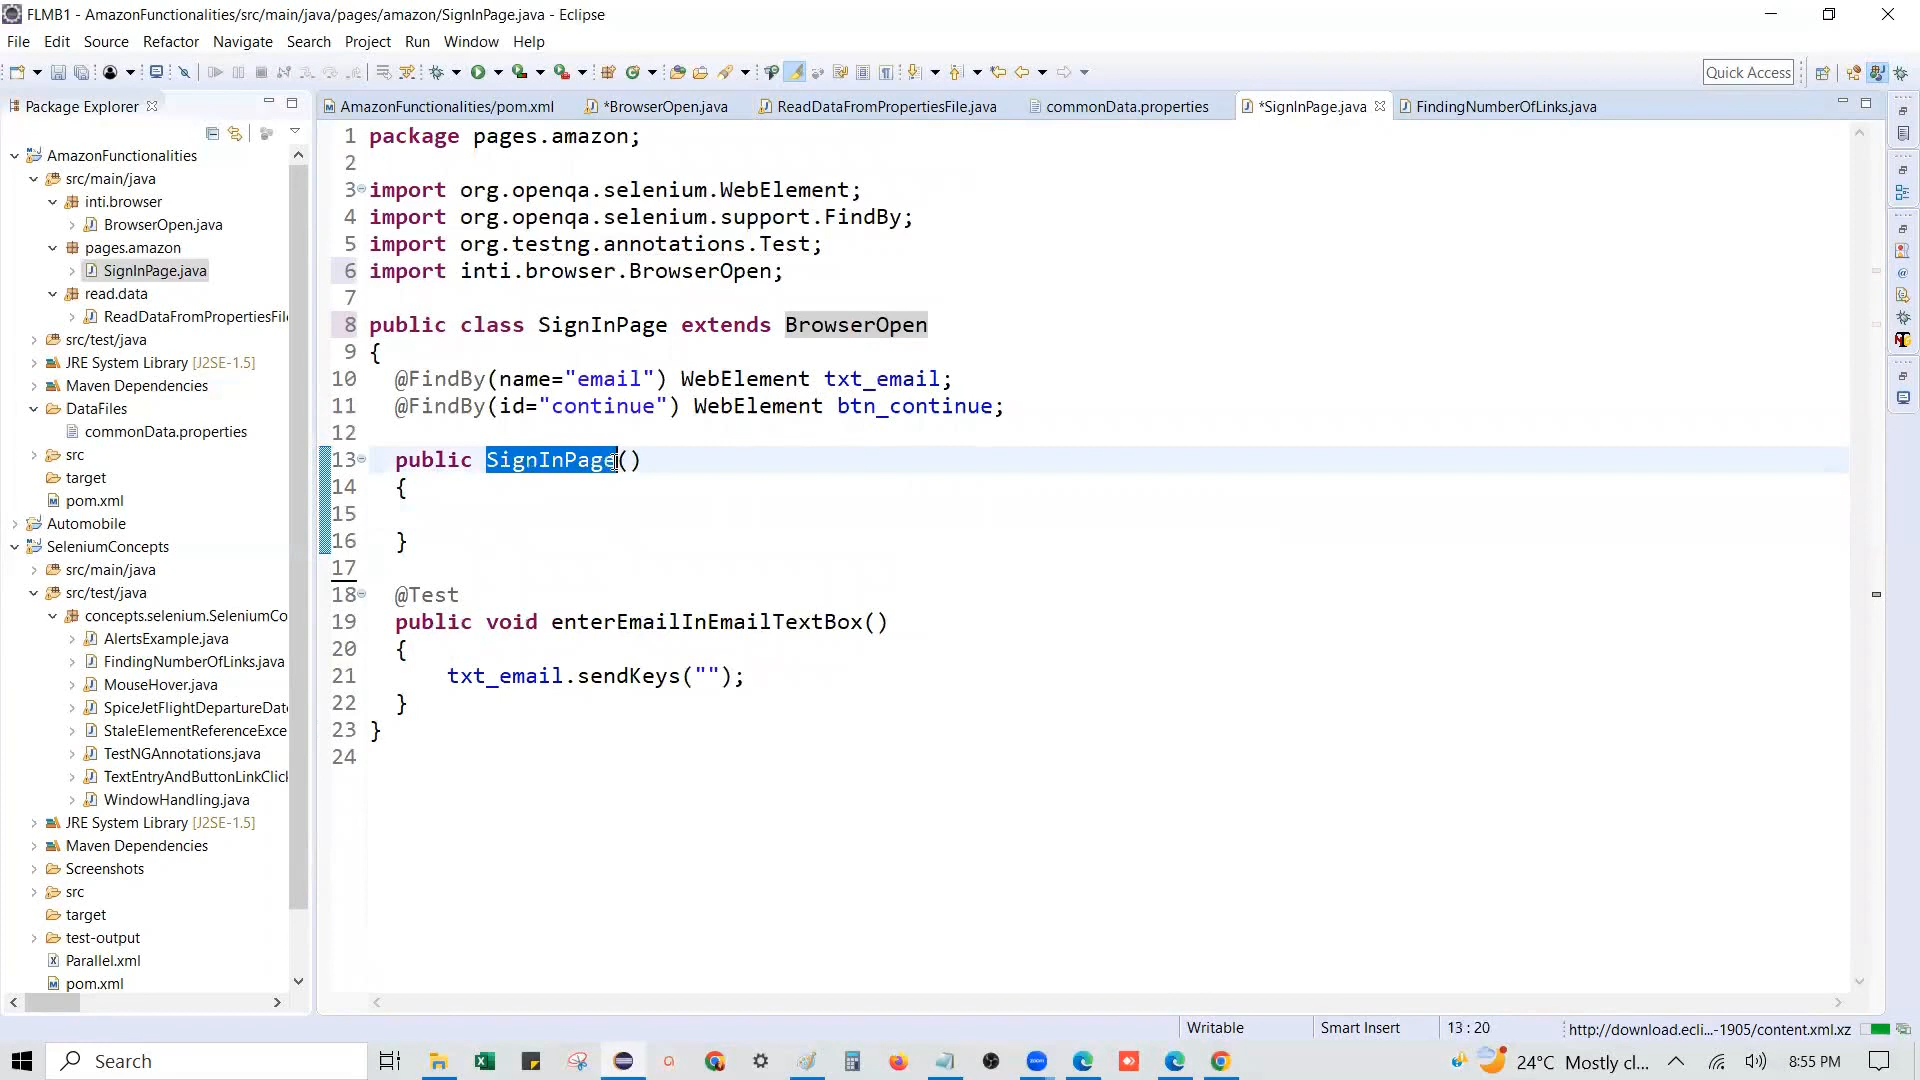 FLMB1 - AmazonFunctionalities/src/main/java/pages/amazon/SignInPage.java - Eclipse
File Edit Source Refactor Navigate Search Project Run Window Help
Quick Access
Package Explorer
AmazonFunctionalities/pom.xml *BrowserOpen.java ReadDataFromPropertiesFile.java commonData.properties *SignInPage.java FindingNumberOfLinks.java
AmazonFunctionalities
src/main/java
inti.browser
BrowserOpen.java
pages.amazon
SignInPage.java
read.data
ReadDataFromPropertiesFil
src/test/java
JRE System Library [J2SE-1.5]
Maven Dependencies
DataFiles
commonData.properties
src
target
pom.xml
Automobile
SeleniumConcepts
src/main/java
src/test/java
concepts.selenium.SeleniumCo
AlertsExample.java
FindingNumberOfLinks.java
MouseHover.java
SpiceJetFlightDepartureDate
StaleElementReferenceExce
TestNGAnnotations.java
TextEntryAndButtonLinkClick
WindowHandling.java
JRE System Library [J2SE-1.5]
Maven Dependencies
Screenshots
src
target
test-output
Parallel.xml
pom.xml
1 package pages.amazon;
2
3 import org.openqa.selenium.WebElement;
4 import org.openqa.selenium.support.FindBy;
5 import org.testng.annotations.Test;
6 import inti.browser.BrowserOpen;
7
8 public class SignInPage extends BrowserOpen
9 {
10 @FindBy(name="email") WebElement txt_email;
11 @FindBy(id="continue") WebElement btn_continue;
12
13 public SignInPage()
14 {
15
16 }
17
18 @Test
19 public void enterEmailInEmailTextBox()
20 {
21 txt_email.sendKeys("");
22 }
23 }
24
Writable Smart Insert 13 : 20 http://download.ecli...-1905/content.xml.xz
Search
24°C Mostly cl... 8:55 PM